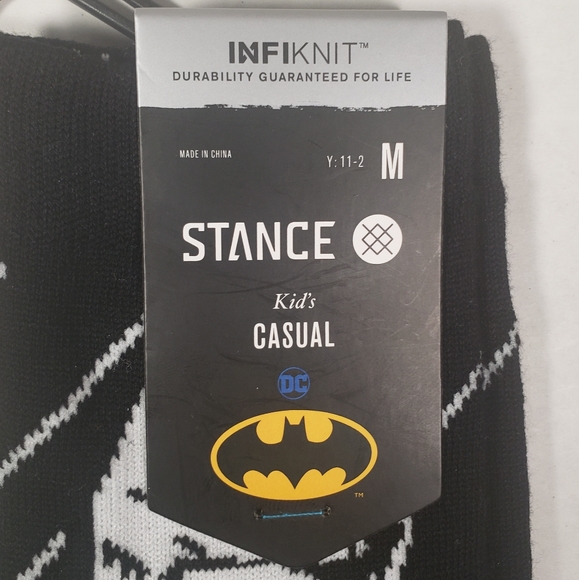 INFIKNIT™
DURABILITY GUARANTEED FOR LIFE
MADE IN CHINA
Y: 11-2 M
STANCE
Kid's
CASUAL
DC
TM